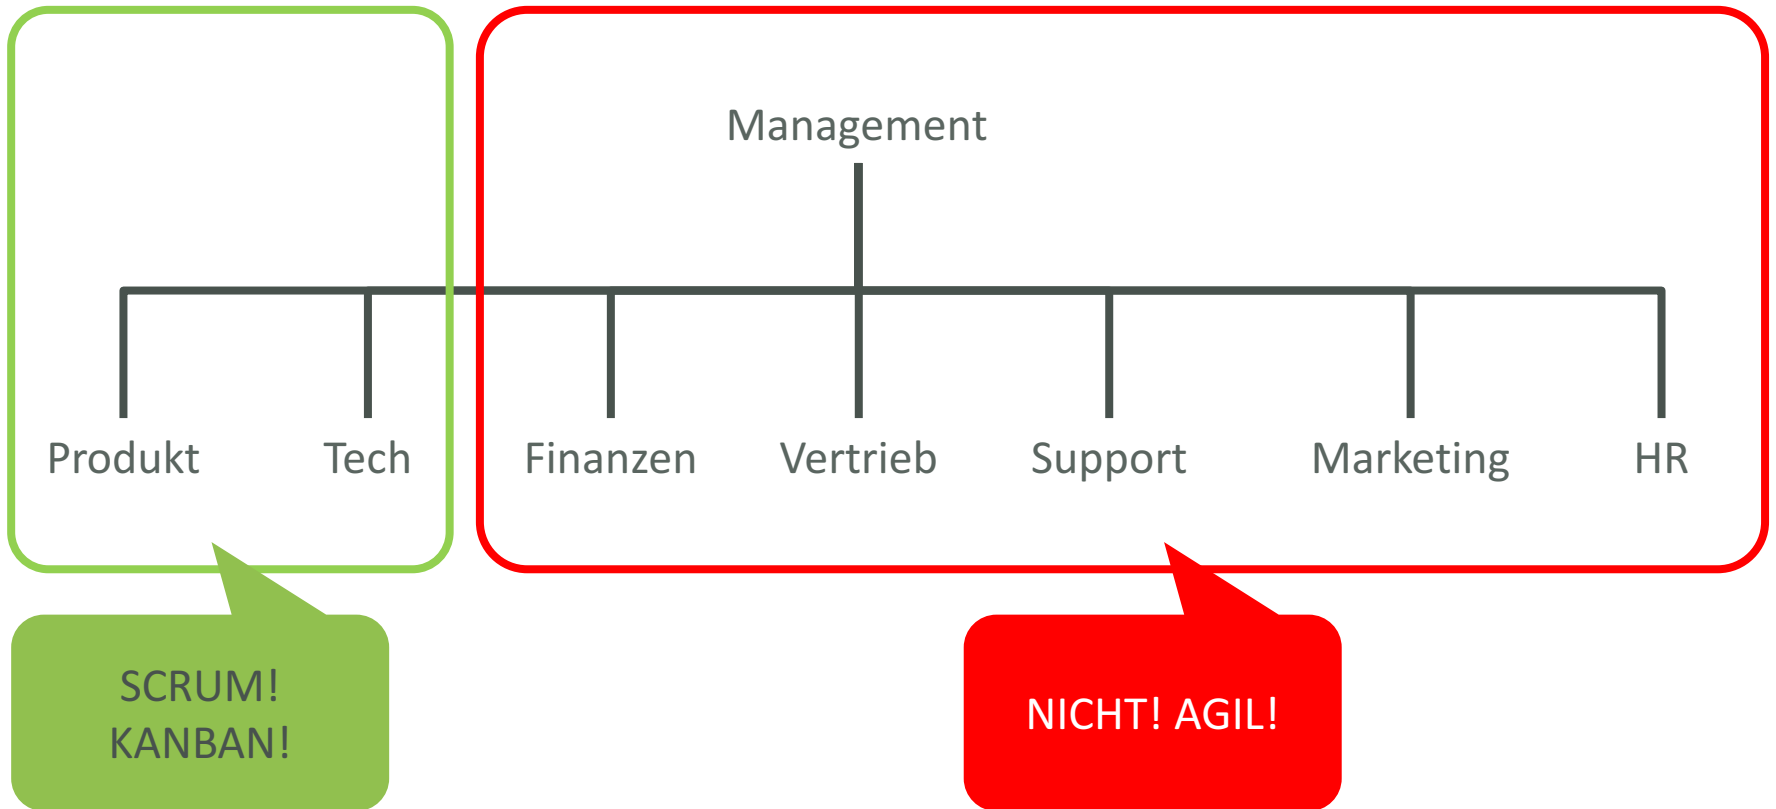 Management
Produkt
Tech
Finanzen
Vertrieb
Support
Marketing
HR
SCRUM!
KANBAN!
NICHT! AGIL!